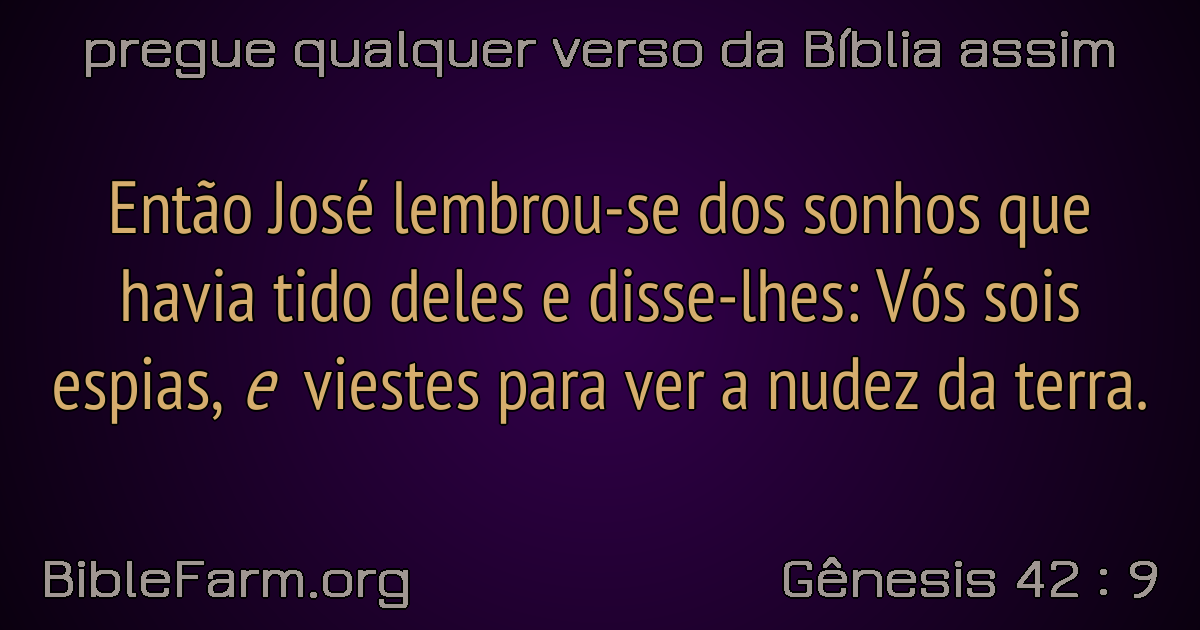 pregue qualquer verso da Bíblia assim
Então José lembrou-se dos sonhos que
havia tido deles e disse-lhes: Vós sois
espias, e viestes para ver a nudez da terra.
BibleFarm.org
Gênesis 42 : 9